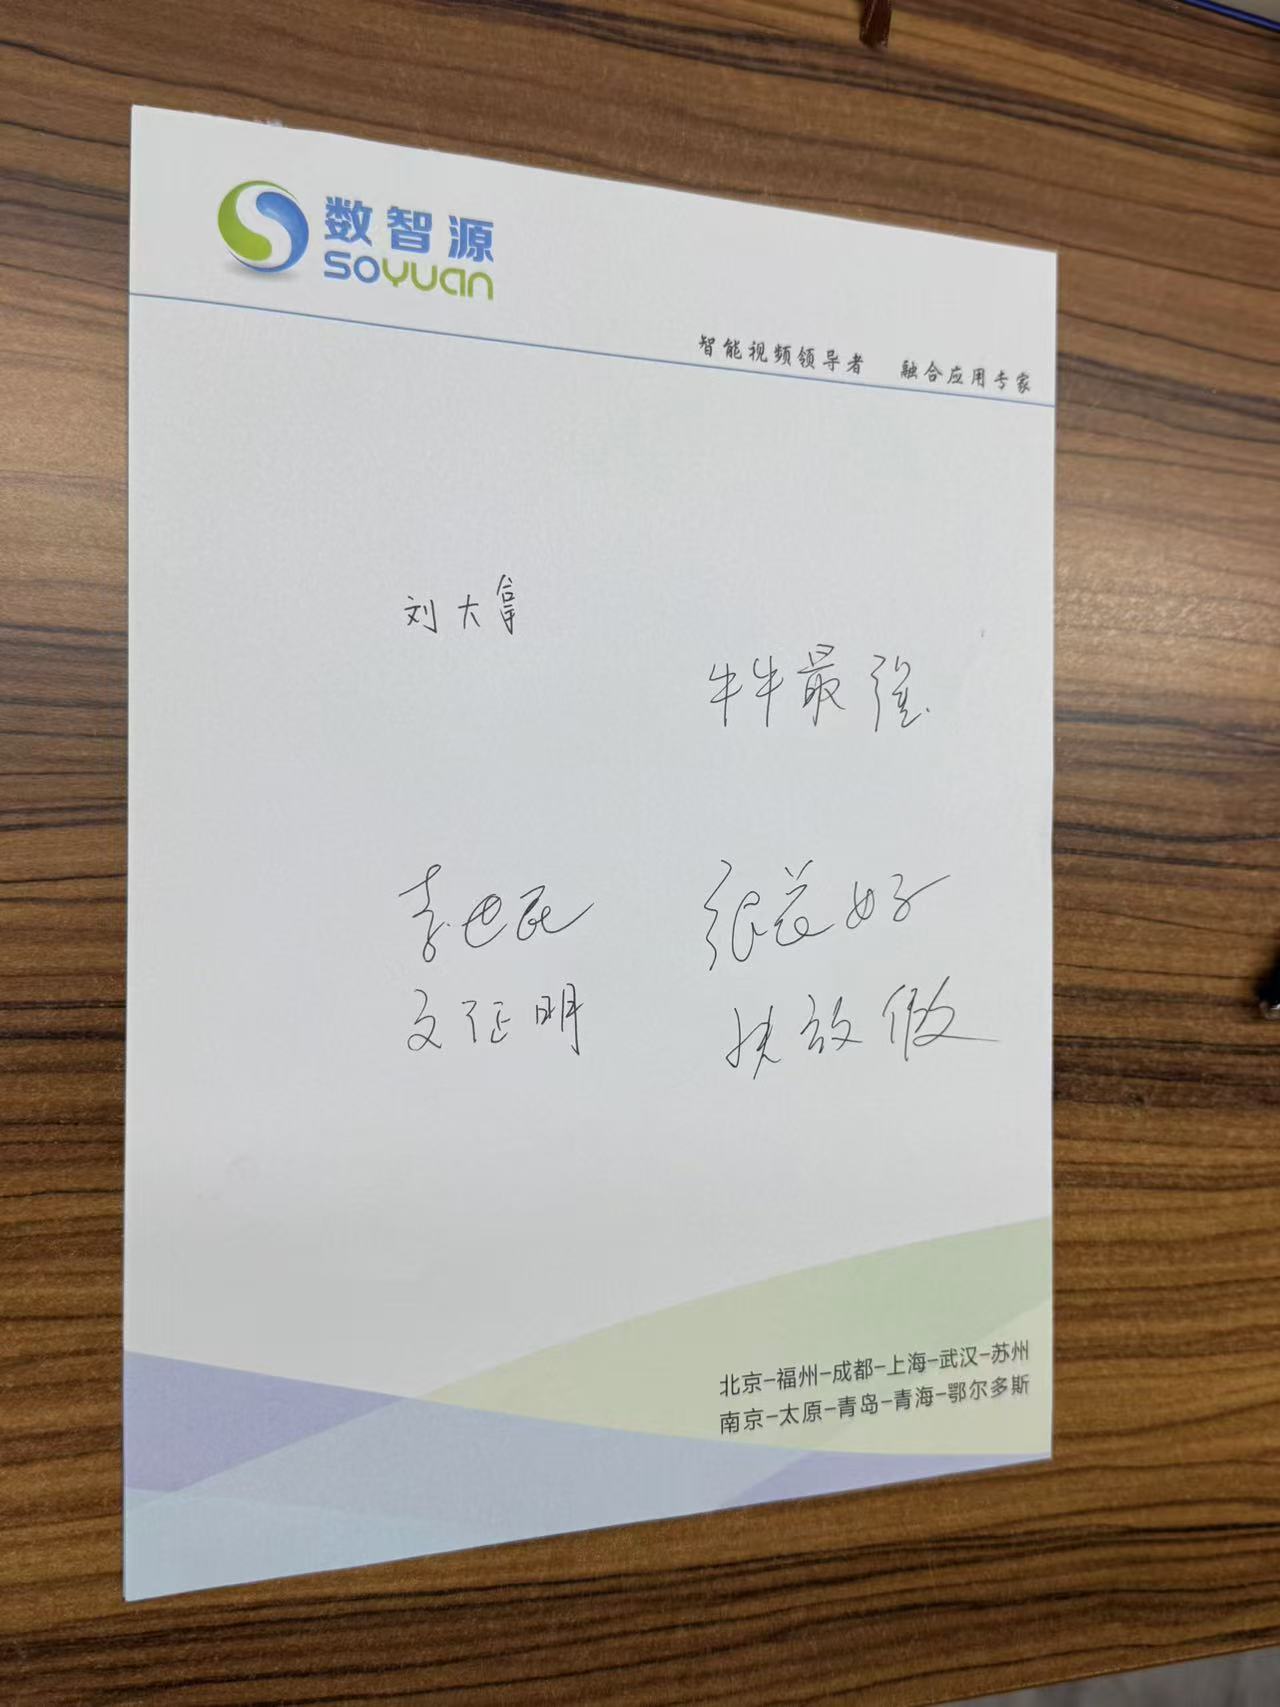 数智源
SOYUAN
智能视频领导者 融合应用专家
刘大拿
牛牛最强
李世民 张益好
文征明 放假
北京-福州-成都-上海-武汉-苏州
南京-太原-青岛-青海-鄂尔多斯